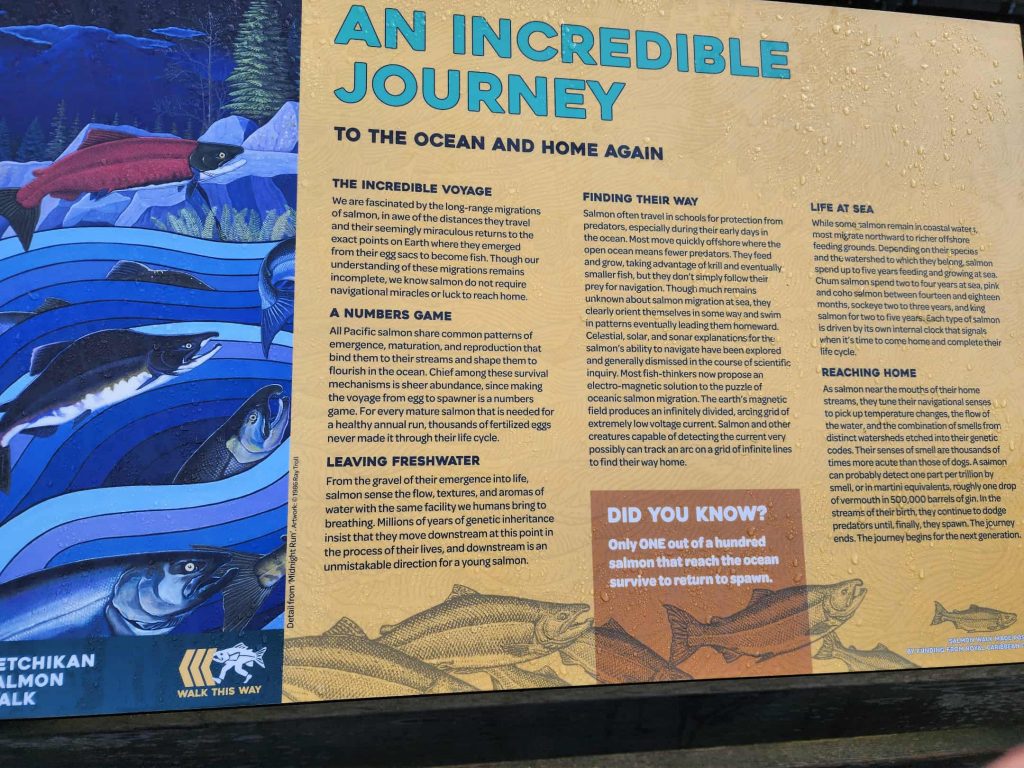 AN INCREDIBLE
JOURNEY
TO THE OCEAN AND HOME AGAIN
THE INCREDIBLE VOYAGE
We are fascinated by the long-range migrations
of salmon, in awe of the distances they travel
and their seemingly miraculous returns to the
exact points on Earth where they emerged
from their egg sacs to become fish. Though our
understanding of these migrations remains
incomplete, we know salmon do not require
navigational miracles or luck to reach home.
A NUMBERS GAME
All Pacific salmon share common patterns of
emergence, maturation, and reproduction that
bind them to their streams and shape them to
flourish in the ocean. Chief among these survival
mechanisms is sheer abundance, since making
the voyage from egg to spawner is a numbers
game. For every mature salmon that is needed for
a healthy annual run, thousands of fertilized eggs
never made it through their life cycle.
LEAVING FRESHWATER
From the gravel of their emergence into life,
salmon sense the flow, textures, and aromas of
water with the same facility we humans bring to
breathing. Millions of years of genetic inheritance
insist that they move downstream at this point in
the process of their lives, and downstream is an
unmistakable direction for a young salmon.
FINDING THEIR WAY
Salmon often travel in schools for protection from
predators, especially during their early days in
the ocean. Most move quickly offshore where the
open ocean means fewer predators. They feed
and grow, taking advantage of krill and eventually
smaller fish, but they don't simply follow their
prey for navigation. Though much remains
unknown about salmon migration at sea, they
clearly orient themselves in some way and swim
in patterns eventually leading them homeward.
Celestial, solar, and sonar explanations for the
salmon's ability to navigate have been explored
and generally dismissed in the course of scientific
inquiry. Most fish-thinkers now propose an
electro-magnetic solution to the puzzle of
oceanic salmon migration. The earth's magnetic
field produces an infinitely divided, arcing grid of
extremely low voltage current. Salmon and other
creatures capable of detecting the current very
possibly can track an arc on a grid of infinite lines
to find their way home.
DID YOU KNOW?
Only ONE out of a hundred
salmon that reach the ocean
survive to return to spawn.
LIFE AT SEA
While some salmon remain in coastal waters,
most migrate northward to richer offshore
feeding grounds. Depending on their species
and the watershed to which they belong, salmon
spend up to five years feeding and growing at sea.
Chum salmon spend two to four years at sea, pink
and coho salmon between fourteen and eighteen
months, sockeye two to three years, and king
salmon for two to five years. Each type of salmon
is driven by its own internal clock that signals
when it's time to come home and complete their
life cycle.
REACHING HOME
As salmon near the mouths of their home
streams, they tune their navigational senses
to pick up temperature changes, the flow of
the water, and the combination of smells from
distinct watersheds etched into their genetic
codes. Their senses of smell are thousands of
times more acute than those of dogs. A salmon
can probably detect one part per trillion by
smell, or in martini equivalents, roughly one drop
of vermouth in 500,000 barrels of gin. In the
streams of their birth, they continue to dodge
predators until, finally, they spawn. The journey
ends. The journey begins for the next generation.
Detail from 'Midnight Run', Artwork: © 1986 Ray Troll
ETCHIKAN
ALMON
ALK
WALK THIS WAY
SALMON WALK MADE PO
BY FUNDING FROM ROYAL CARIBBEAN